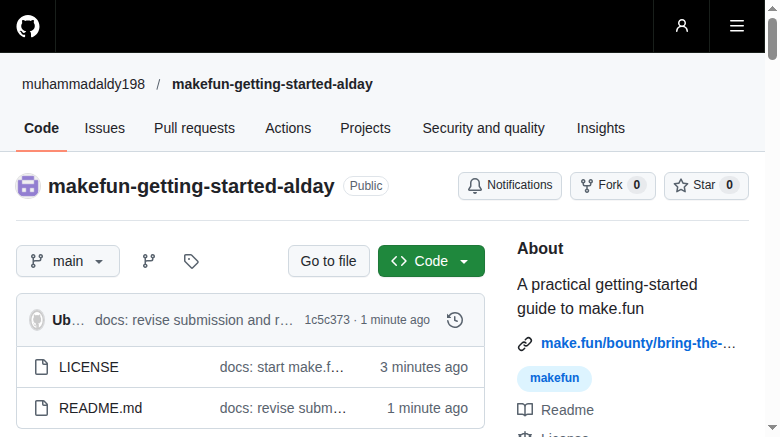 muhammadaldy198 / makefun-getting-started-alday
Code Issues Pull requests Actions Projects Security and quality Insights
makefun-getting-started-alday Public Notifications Fork 0 Star 0
main Go to file Code
Ub... docs: revise submission and r... 1c5c373 · 1 minute ago
LICENSE docs: start make.f... 3 minutes ago
README.md docs: revise subm... 1 minute ago
About
A practical getting-started
guide to make.fun
make.fun/bounty/bring-the-...
makefun
Readme
License